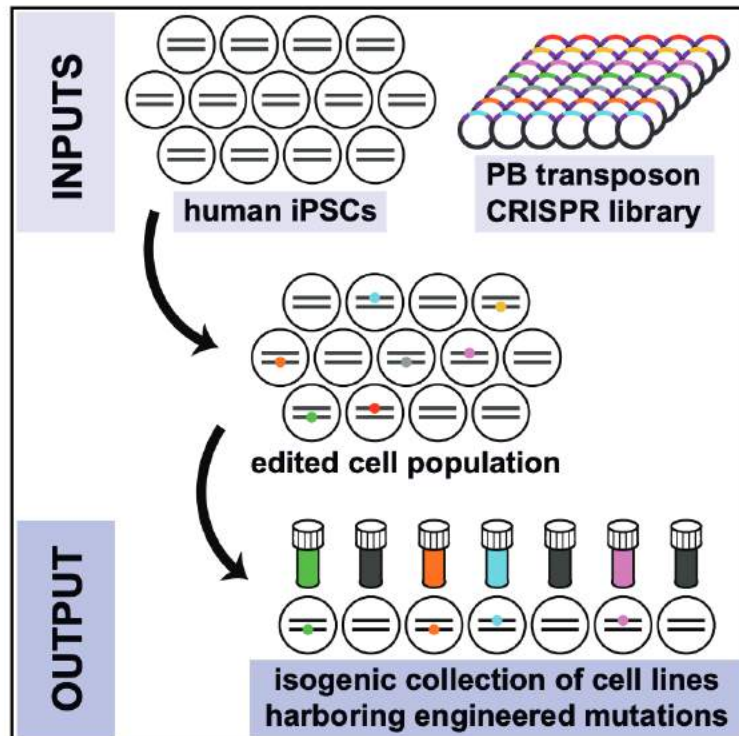 INPUTS
human iPSCs
PB transposon
CRISPR library
edited cell population
OUTPUT
isogenic collection of cell lines
harboring engineered mutations